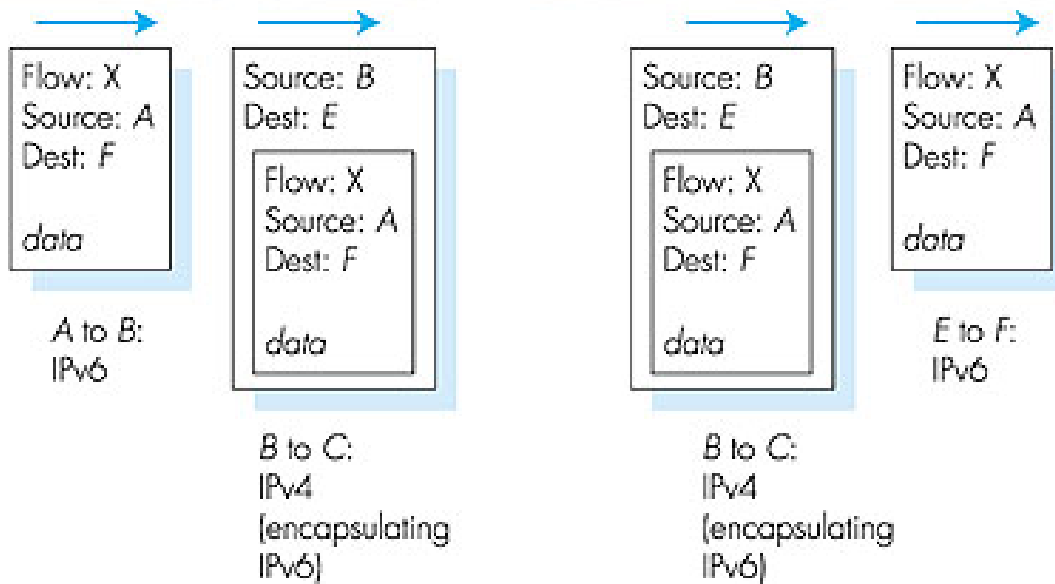 Flow: X
Source: A
Dest: F
data
A to B:
IPv6
Source: B
Dest: E
Flow: X
Source: A
Dest: F
data
B to C:
IPv4
(encapsulating
IPv6)
Source: B
Dest: E
Flow: X
Source: A
Dest: F
data
B to C:
IPv4
(encapsulating
IPv6)
Flow: X
Source: A
Dest: F
data
E to F:
IPv6